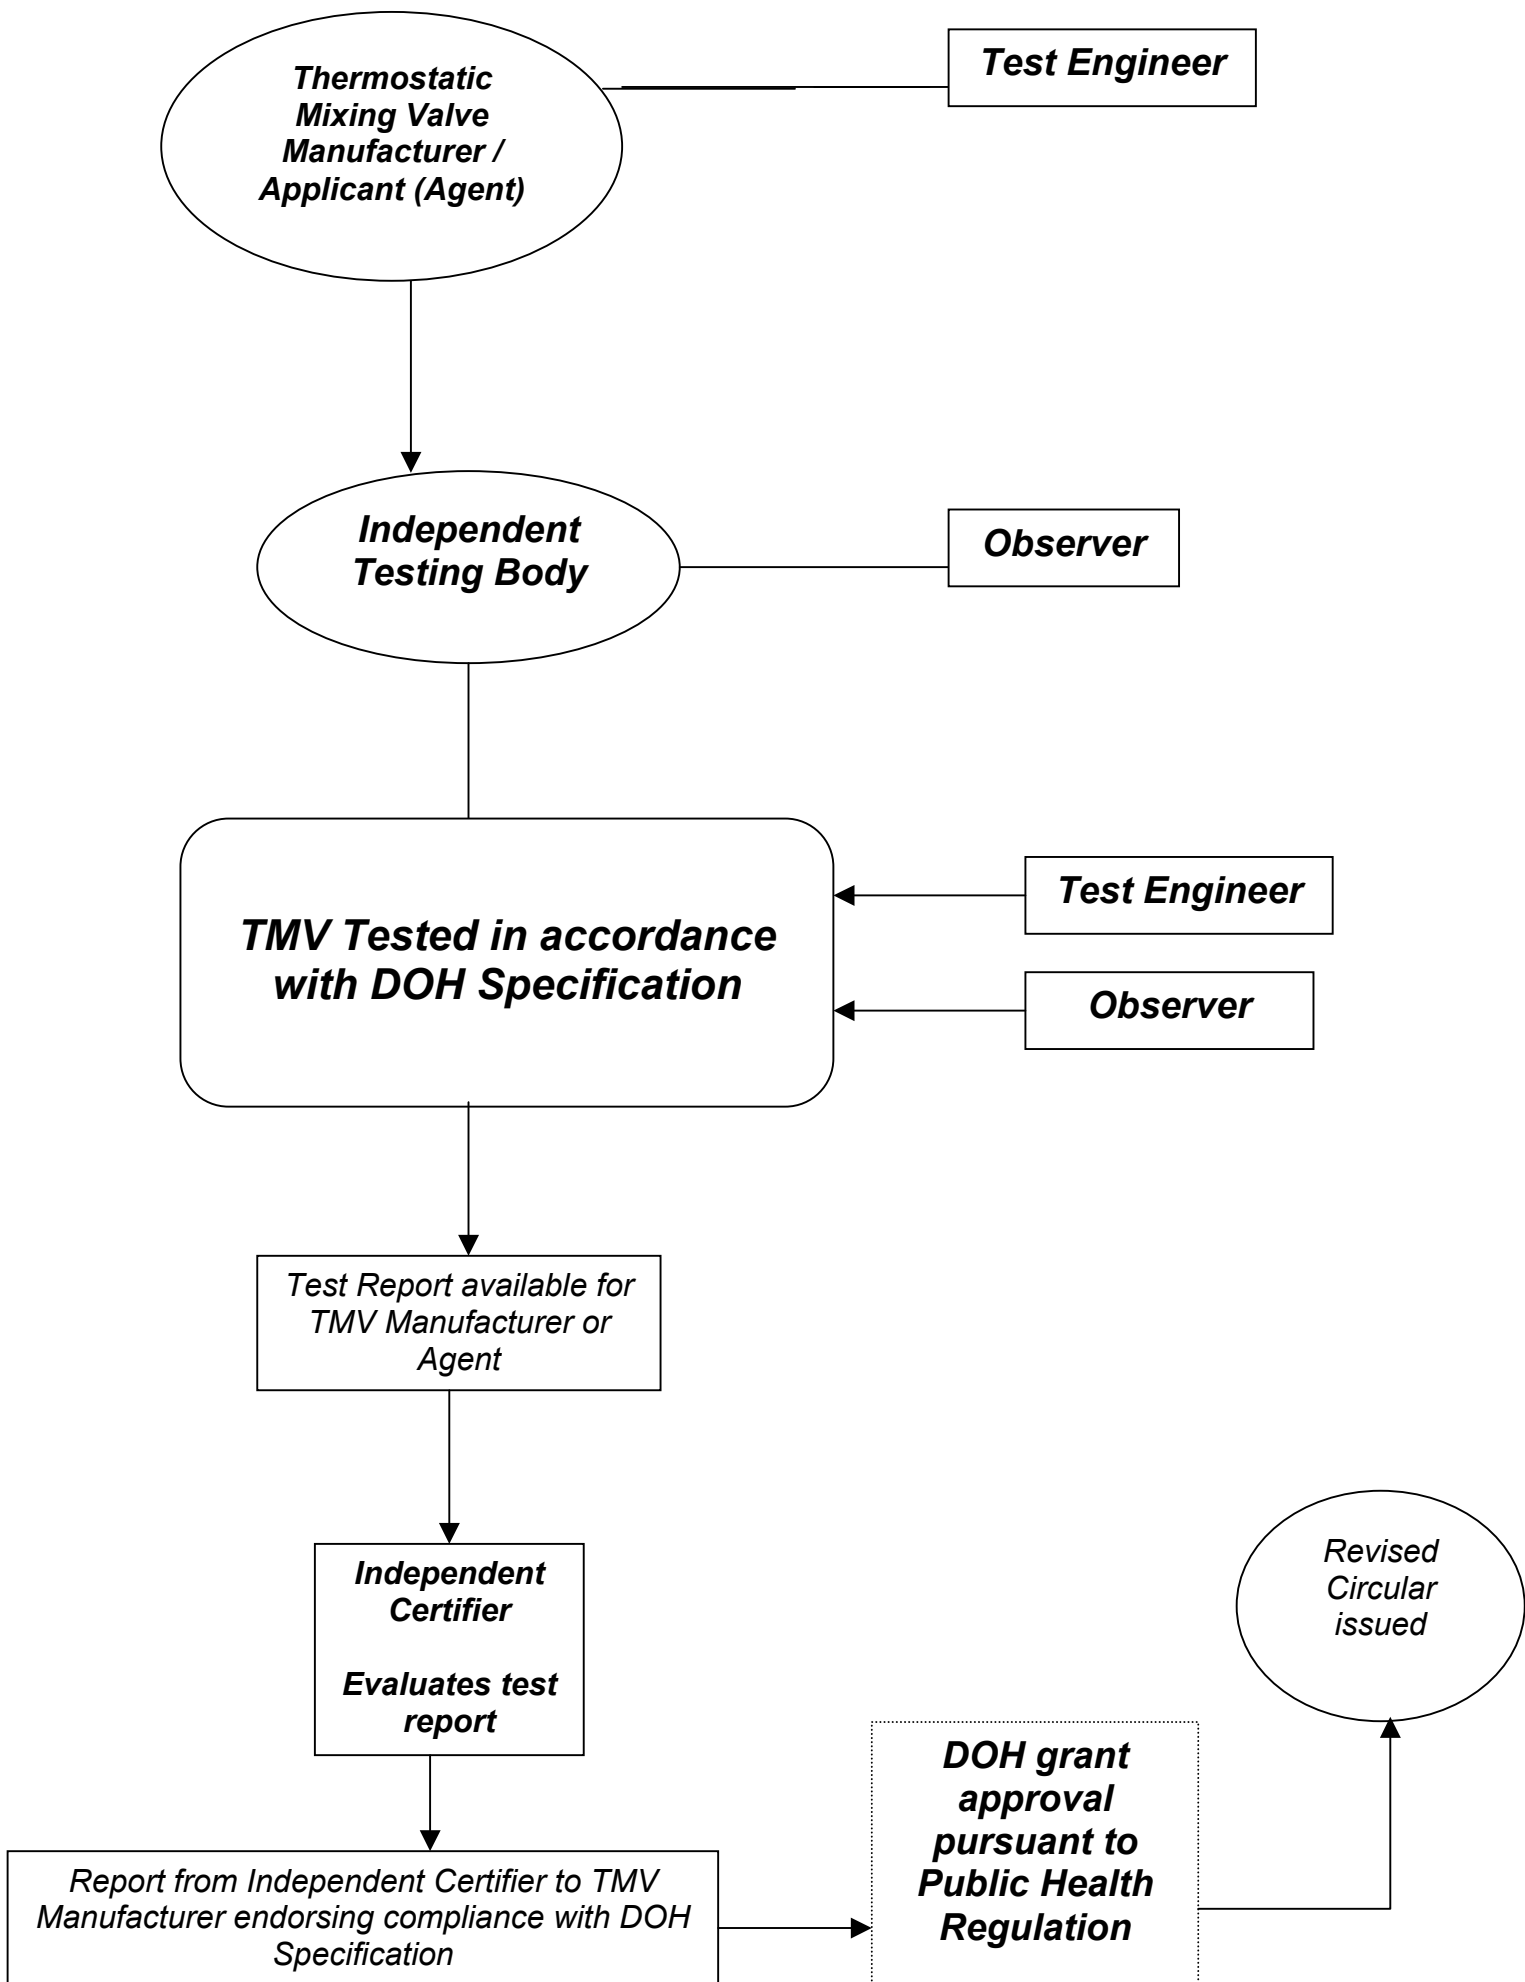 Thermostatic
Mixing Valve
Manufacturer /
Applicant (Agent)
Test Engineer
Independent
Testing Body
Observer
TMV Tested in accordance
with DOH Specification
Test Engineer
Observer
Test Report available for
TMV Manufacturer or
Agent
Independent
Certifier
Evaluates test
report
Revised
Circular
issued
DOH grant
approval
pursuant to
Public Health
Regulation
Report from Independent Certifier to TMV
Manufacturer endorsing compliance with DOH
Specification